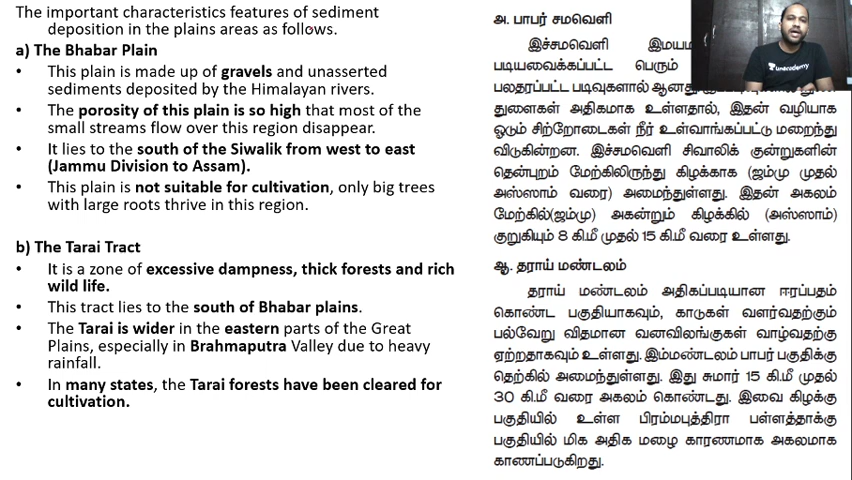 The important characteristics features of sediment
deposition in the plains areas as follows.
a) The Bhabar Plain
• This plain is made up of gravels and unasserted
sediments deposited by the Himalayan rivers.
• The porosity of this plain is so high that most of the
small streams flow over this region disappear.
• It lies to the south of the Siwalik from west to east
(Jammu Division to Assam).
• This plain is not suitable for cultivation, only big trees
with large roots thrive in this region.
b) The Tarai Tract
• It is a zone of excessive dampness, thick forests and rich
wild life.
• This tract lies to the south of Bhabar plains.
• The Tarai is wider in the eastern parts of the Great
Plains, especially in Brahmaputra Valley due to heavy
rainfall.
• In many states, the Tarai forests have been cleared for
cultivation.
அ. பாபர் சமவெளி
இச்சமவெளி
படியவைக்கப்பட்ட பெரும்
பலதரப்பட்ட படிவுகளால் ஆனது.
துளைகள் அதிகமாக உள்ளதால், இதன் வழியாக
ஓடும் சிற்றோடைகள் நீர் உள்வாங்கப்பட்டு மறைந்து
விடுகின்றன. இச்சமவெளி சிவாலிக் குன்றுகளின்
தென்புறம் மேற்கிலிருந்து கிழக்காக (ஜம்மு முதல்
அஸ்ஸாம் வரை) அமைந்துள்ளது. இதன் அகலம்
மேற்கில்(ஜம்மு) அகன்றும் கிழக்கில் (அஸ்ஸாம்)
குறுகியும் 8 கி.மீ முதல் 15 கி.மீ வரை உள்ளது.
ஆ. தராய் மண்டலம்
தராய் மண்டலம் அதிகப்படியான ஈரப்பதம்
கொண்ட பகுதியாகவும், காடுகள் வளர்வதற்கும்
பல்வேறு விதமான வனவிலங்குகள் வாழ்வதற்கு
ஏற்றதாகவும் உள்ளது. இம்மண்டலம் பாபர் பகுதிக்கு
தெற்கில் அமைந்துள்ளது. இது சுமார் 15 கி.மீ முதல்
30 கி.மீ வரை அகலம் கொண்டது. இவை கிழக்கு
பகுதியில் உள்ள பிரம்மபுத்திரா பள்ளத்தாக்கு
பகுதியில் மிக அதிக மழை காரணமாக அகலமாக
காணப்படுகிறது.
unacademy